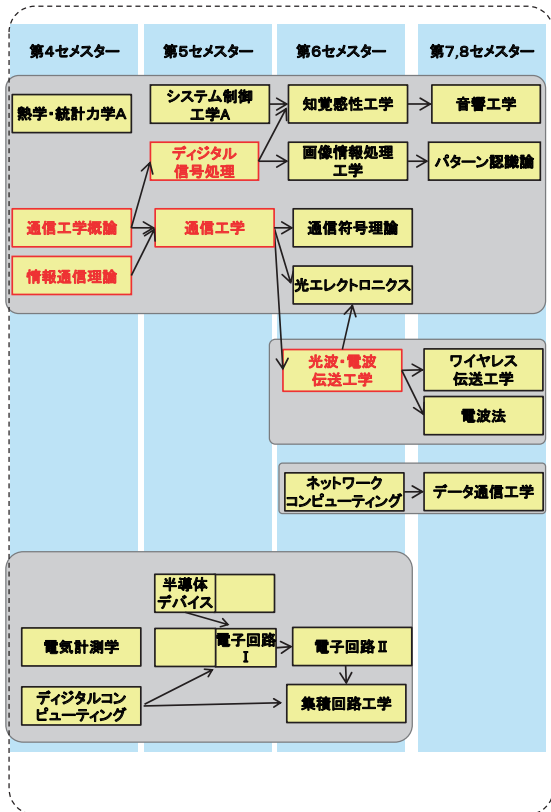 第4セメスター 第5セメスター 第6セメスター 第7,8セメスター
熱学・統計力学A
システム制御
工学A
知覚感性工学
音響工学
ディジタル
信号処理
画像情報処理
工学
パターン認識論
通信工学概論
通信工学
通信符号理論
情報通信理論
光エレクトロニクス
光波・電波
伝送工学
ワイヤレス
伝送工学
電波法
ネットワーク
コンピューティング
データ通信工学
半導体
デバイス
電気計測学
電子回路
Ⅰ
電子回路Ⅱ
ディジタルコン
ピューティング
集積回路工学